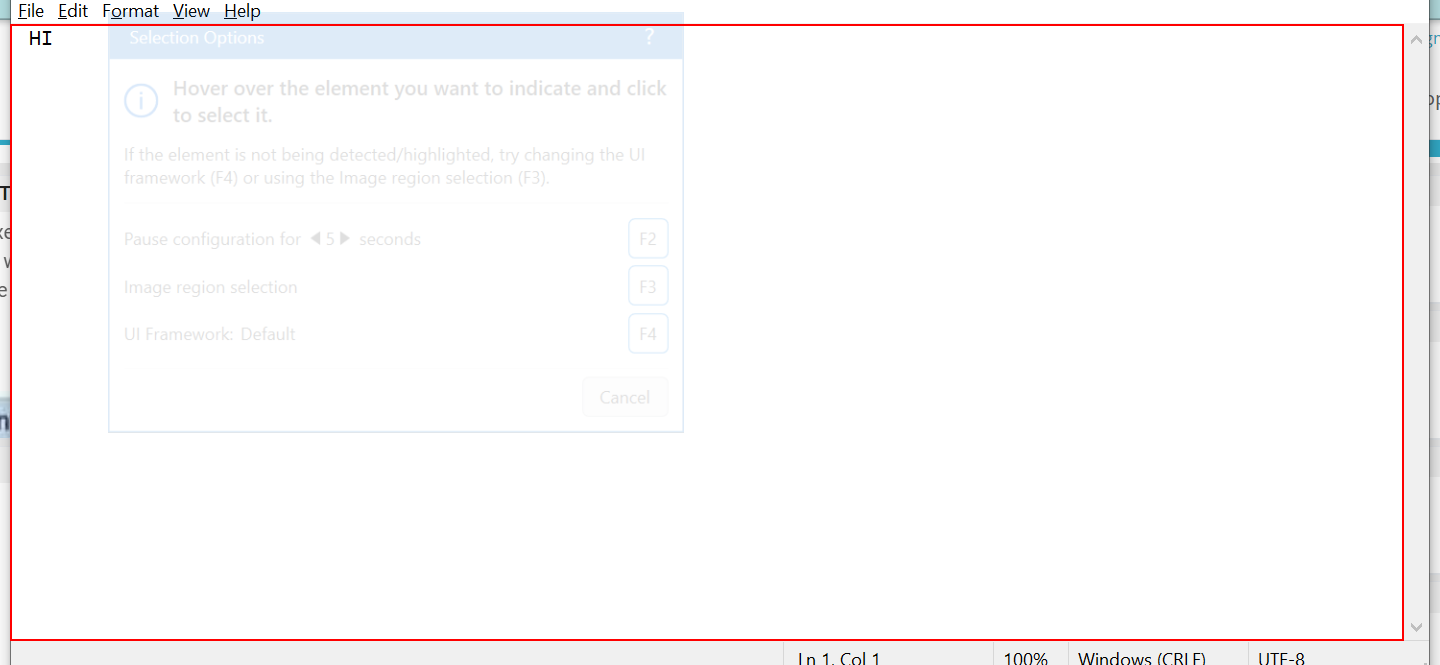 File Edit Format View Help
HI
Selection Options ?
Hover over the element you want to indicate and click
to select it.
If the element is not being detected/highlighted, try changing the UI
framework (F4) or using the Image region selection (F3).
Pause configuration for 5 seconds F2
Image region selection F3
UI Framework: Default F4
Cancel
Ln 1, Col 1 100% Windows (CRLF) UTF-8